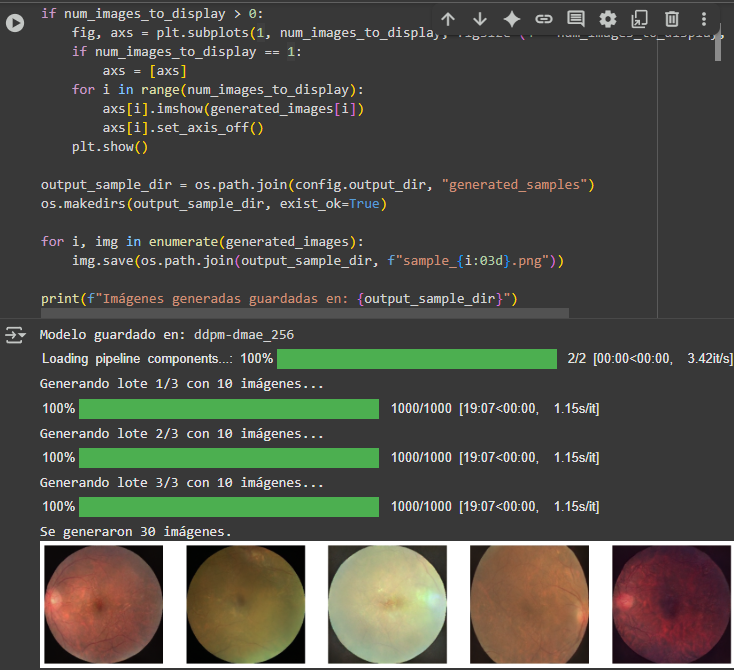 if num_images_to_display > 0:
fig, axs = plt.subplots(1, num_images_to_display,
if num_images_to_display == 1:
axs = [axs]
for i in range(num_images_to_display):
axs[i].imshow(generated_images[i])
axs[i].set_axis_off()
plt.show()
output_sample_dir = os.path.join(config.output_dir, "generated_samples")
os.makedirs(output_sample_dir, exist_ok=True)
for i, img in enumerate(generated_images):
img.save(os.path.join(output_sample_dir, f"sample_{i:03d}.png"))
print(f"Imágenes generadas guardadas en: {output_sample_dir}")
Modelo guardado en: ddpm-dmae_256
Loading pipeline components...: 100% 2/2 [00:00<00:00, 3.42it/s]
Generando lote 1/3 con 10 imágenes...
100% 1000/1000 [19:07<00:00, 1.15s/it]
Generando lote 2/3 con 10 imágenes...
100% 1000/1000 [19:07<00:00, 1.15s/it]
Generando lote 3/3 con 10 imágenes...
100% 1000/1000 [19:07<00:00, 1.15s/it]
Se generaron 30 imágenes.